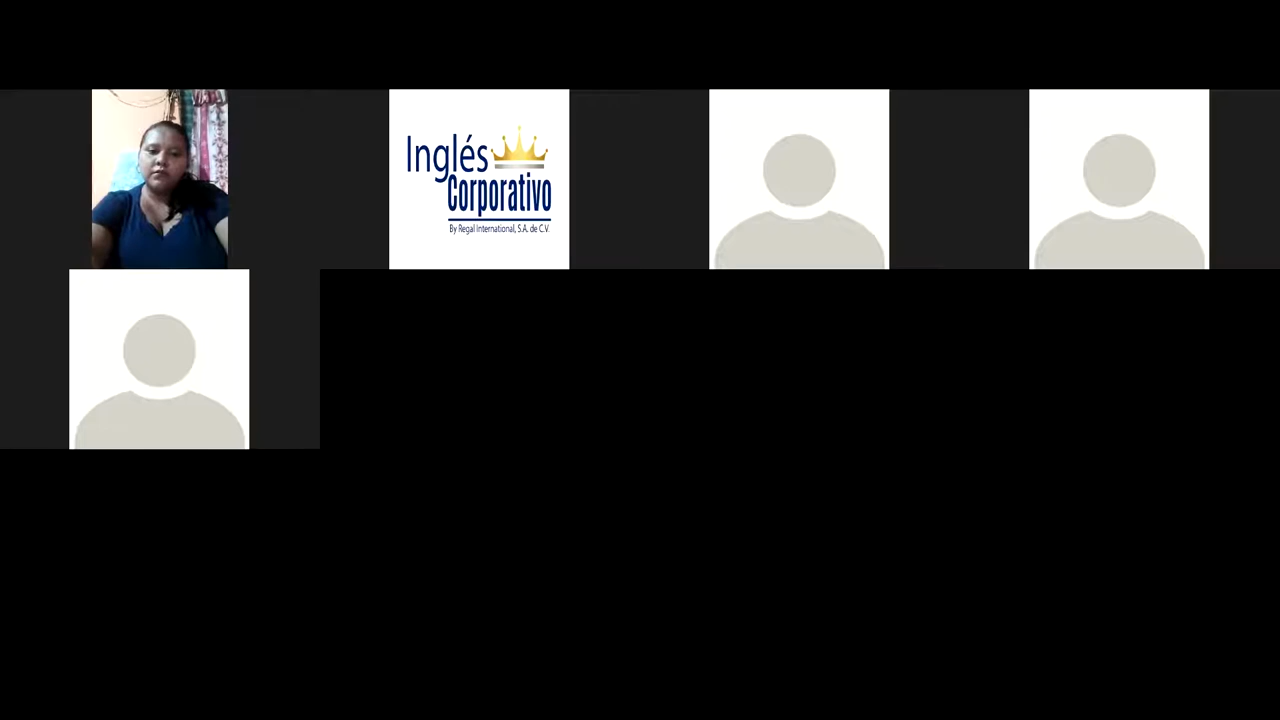 Inglés
Corporativo
By Regal International, S.A. de C.V.